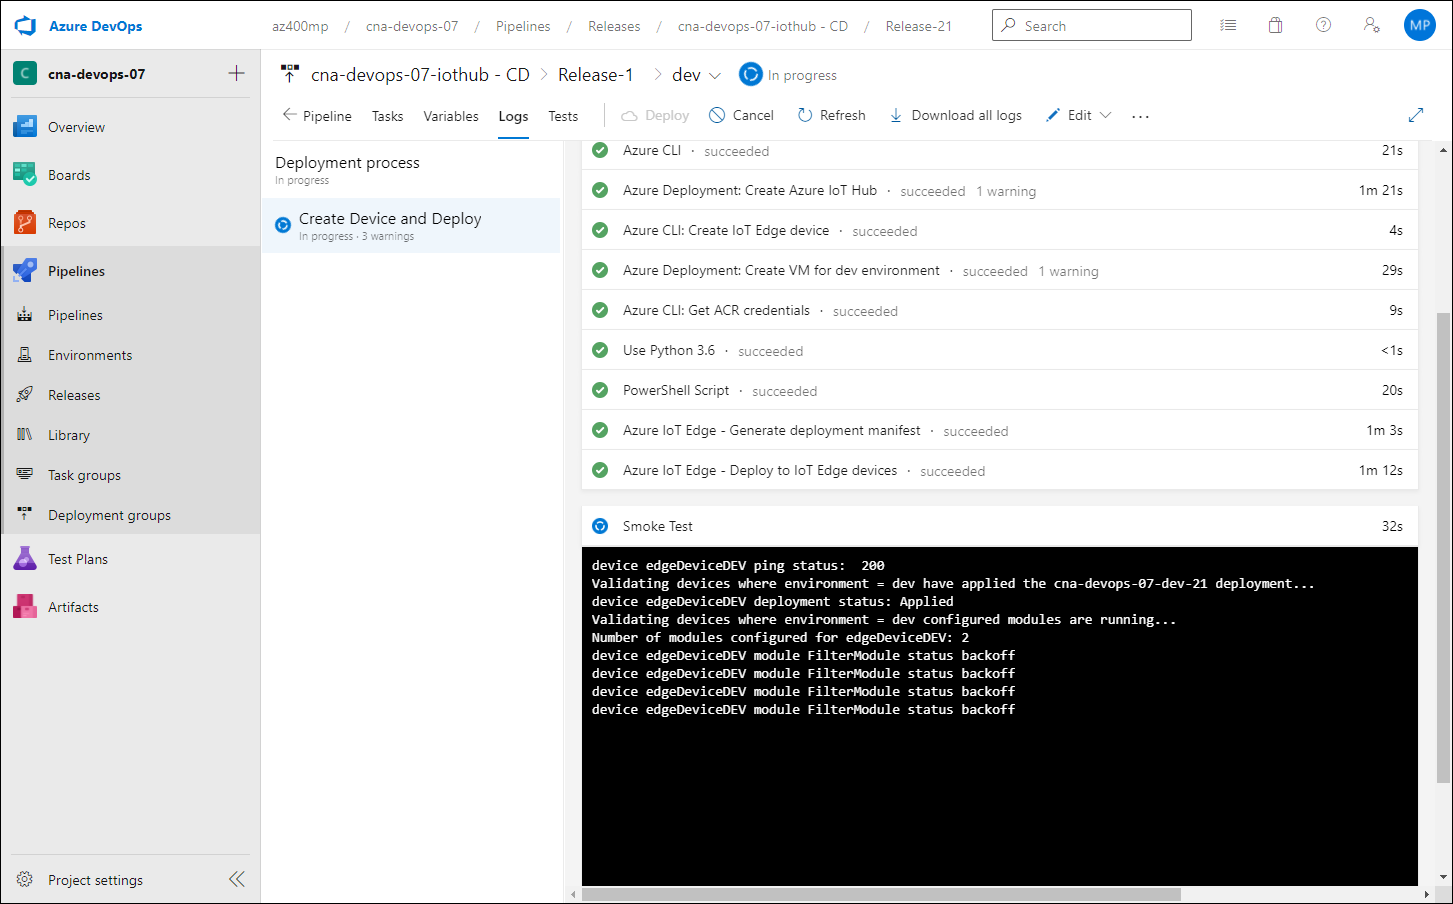 Azure DevOps
az400mp / cna-devops-07 / Pipelines / Releases / cna-devops-07-iothub - CD / Release-21
Search
MP
C cna-devops-07
Overview
Boards
Repos
Pipelines
Pipelines
Environments
Releases
Library
Task groups
Deployment groups
Test Plans
Artifacts
Project settings
cna-devops-07-iothub - CD > Release-1 > dev In progress
Pipeline Tasks Variables Logs Tests Deploy Cancel Refresh Download all logs Edit ...
Deployment process
In progress
Create Device and Deploy
In progress · 3 warnings
Azure CLI · succeeded 21s
Azure Deployment: Create Azure IoT Hub · succeeded 1 warning 1m 21s
Azure CLI: Create IoT Edge device · succeeded 4s
Azure Deployment: Create VM for dev environment · succeeded 1 warning 29s
Azure CLI: Get ACR credentials · succeeded 9s
Use Python 3.6 · succeeded <1s
PowerShell Script · succeeded 20s
Azure IoT Edge - Generate deployment manifest · succeeded 1m 3s
Azure IoT Edge - Deploy to IoT Edge devices · succeeded 1m 12s
Smoke Test 32s
device edgeDeviceDEV ping status:  200
Validating devices where environment = dev have applied the cna-devops-07-dev-21 deployment...
device edgeDeviceDEV deployment status: Applied
Validating devices where environment = dev configured modules are running...
Number of modules configured for edgeDeviceDEV: 2
device edgeDeviceDEV module FilterModule status backoff
device edgeDeviceDEV module FilterModule status backoff
device edgeDeviceDEV module FilterModule status backoff
device edgeDeviceDEV module FilterModule status backoff